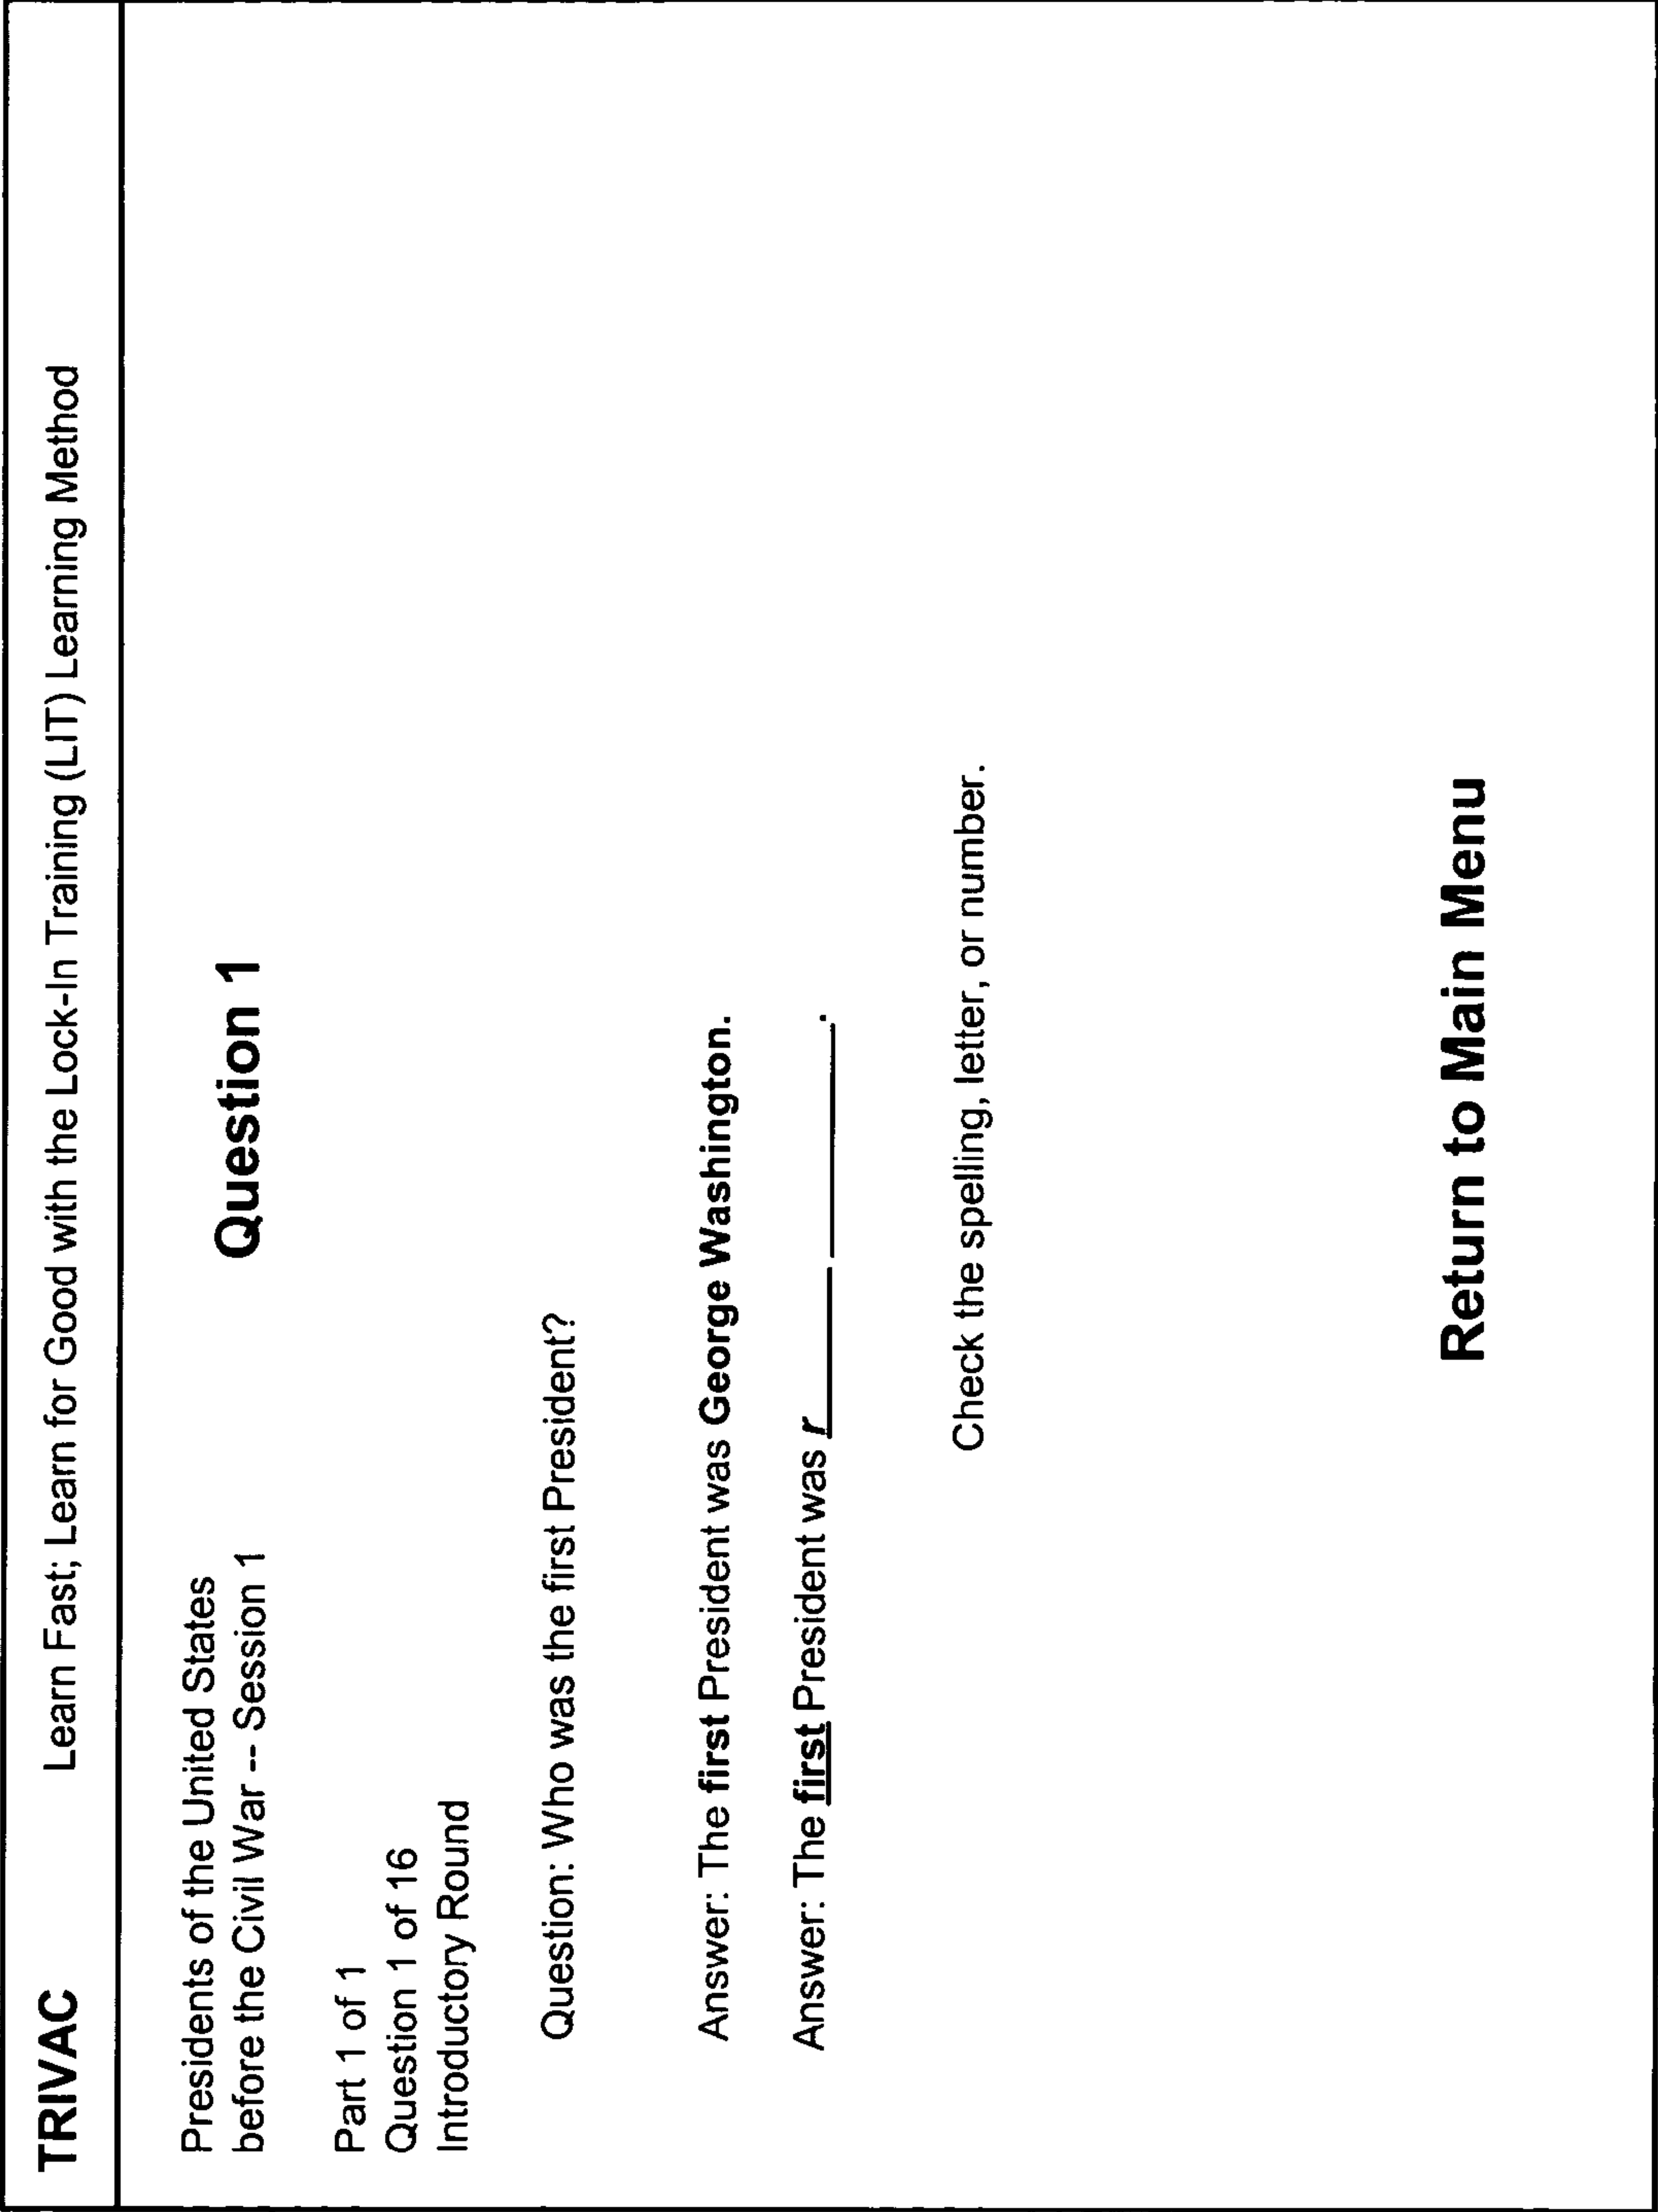 TRIVAC Learn Fast; Learn for Good with the Lock-In Training (LIT) Learning Method
Presidents of the United States
before the Civil War -- Session 1
Question 1
Part 1 of 1
Question 1 of 16
Introductory Round
Question: Who was the first President?
Answer: The first President was George Washington.
Answer: The first President was r_____ ________.
Check the spelling, letter, or number.
Return to Main Menu